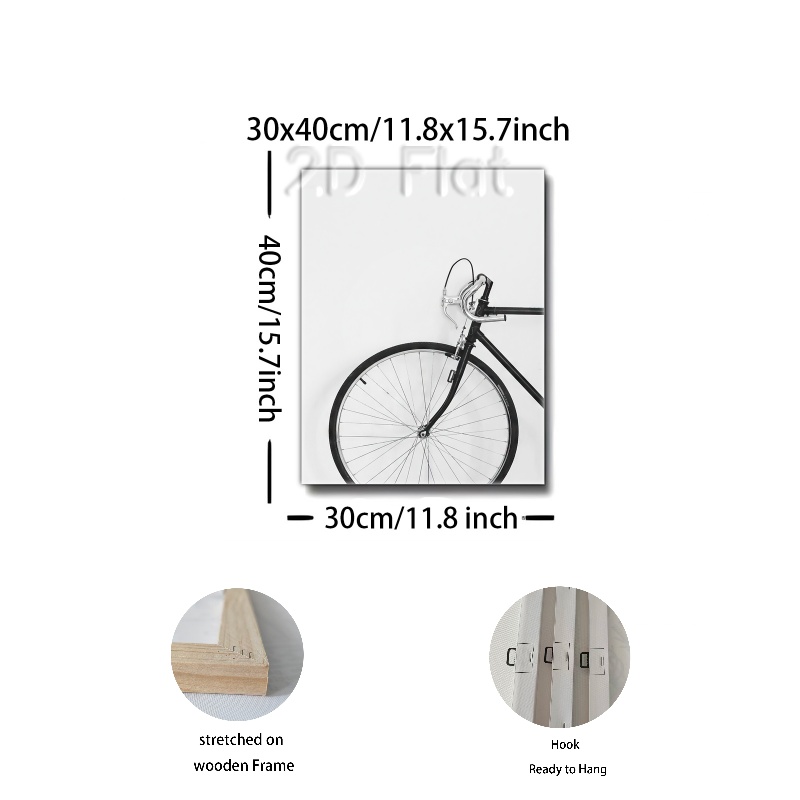 30x40cm/11.8x15.7inch
2D Flat
40cm/15.7inch
30cm/11.8 inch
stretched on
wooden Frame
Hook
Ready to Hang